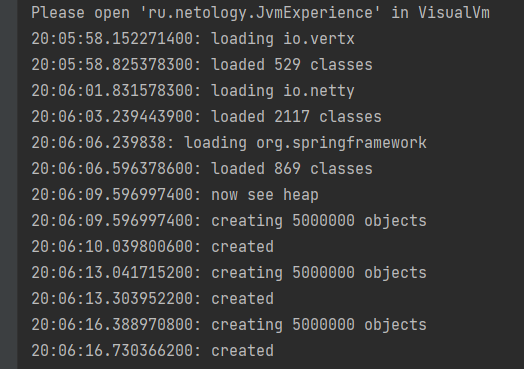 Please open 'ru.netology.JvmExperience' in VisualVm
20:05:58.152271400: loading io.vertx
20:05:58.825378300: loaded 529 classes
20:06:01.831578300: loading io.netty
20:06:03.239443900: loaded 2117 classes
20:06:06.239838: loading org.springframework
20:06:06.596378600: loaded 869 classes
20:06:09.596997400: now see heap
20:06:09.596997400: creating 5000000 objects
20:06:10.039800600: created
20:06:13.041715200: creating 5000000 objects
20:06:13.303952200: created
20:06:16.388970800: creating 5000000 objects
20:06:16.730366200: created